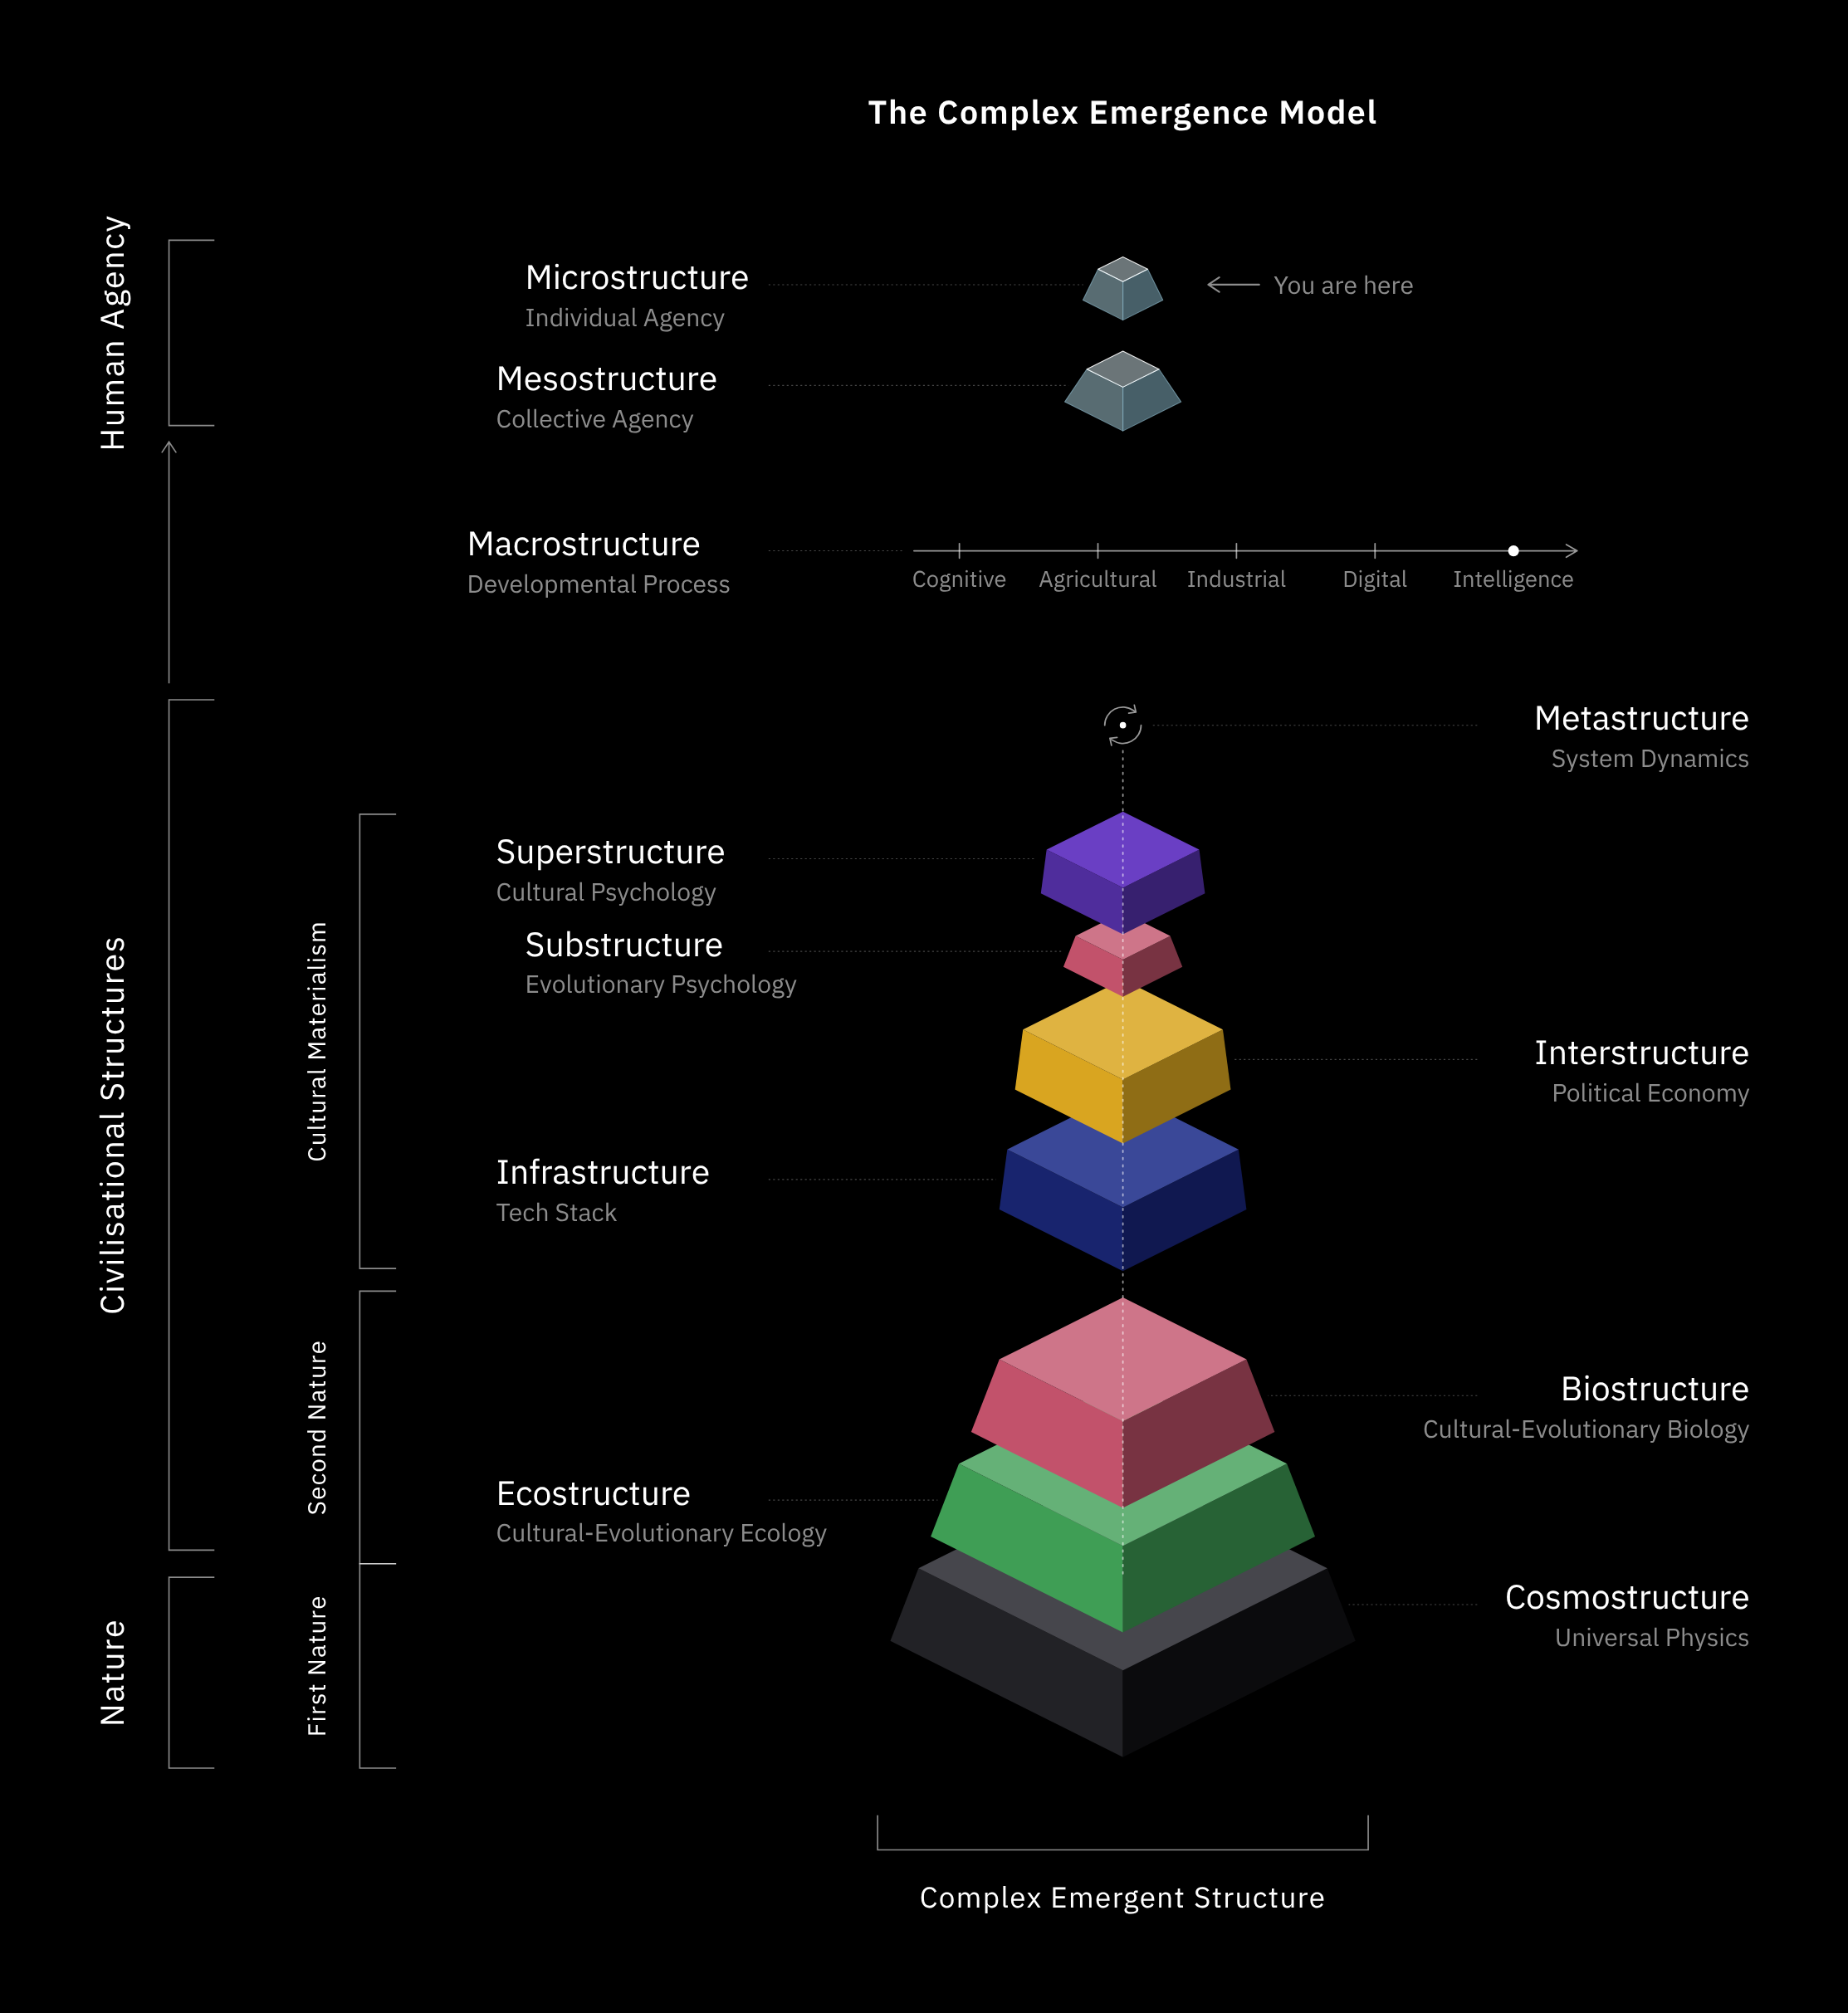 The Complex Emergence Model
Human Agency
Microstructure
Individual Agency
You are here
Mesostructure
Collective Agency
Macrostructure
Developmental Process
Cognitive
Agricultural
Industrial
Digital
Intelligence
Civilisational Structures
Metastructure
System Dynamics
Cultural Materialism
Superstructure
Cultural Psychology
Substructure
Evolutionary Psychology
Interstructure
Political Economy
Infrastructure
Tech Stack
Second Nature
Biostructure
Cultural-Evolutionary Biology
Ecostructure
Cultural-Evolutionary Ecology
Nature
First Nature
Cosmostructure
Universal Physics
Complex Emergent Structure